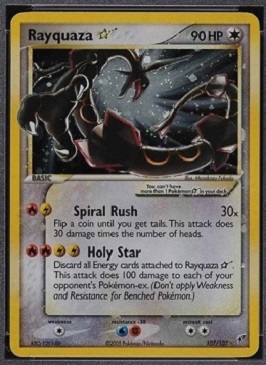 Rayquaza ☆ 90 HP
BASIC
You can't have
more than 1 Pokémon ☆ in your deck.
Spiral Rush 30x
Flip a coin until you get tails. This attack does
30 damage times the number of heads.
Holy Star
Discard all Energy cards attached to Rayquaza ☆.
This attack does 100 damage to each of your
opponent's Pokémon-ex. (Don't apply Weakness
and Resistance for Benched Pokémon.)
weakness resistance -30 retreat cost
©2005 Pokémon/Nintendo 107/107